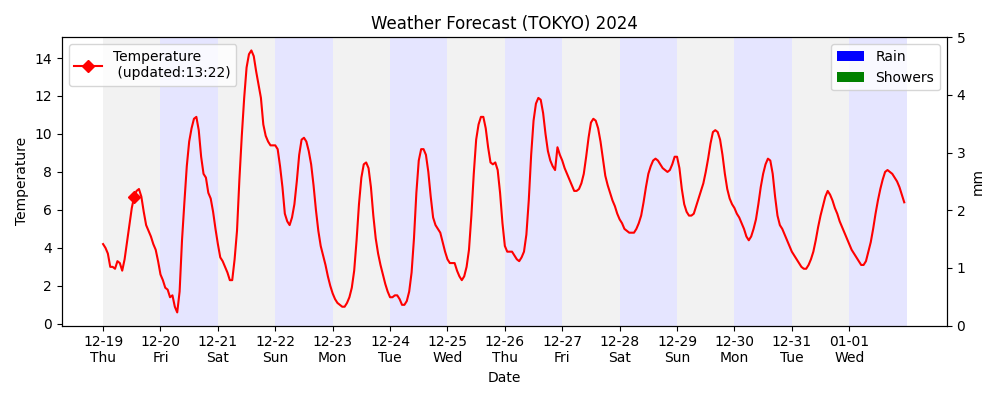 Weather Forecast (TOKYO) 2024
Temperature
(updated:13:22)
Rain
Showers
Temperature
14
12
10
8
6
4
2
0
5
4
3
2
1
0
mm
12-19 12-20 12-21 12-22 12-23 12-24 12-25 12-26 12-27 12-28 12-29 12-30 12-31 01-01
Thu Fri Sat Sun Mon Tue Wed Thu Fri Sat Sun Mon Tue Wed
Date